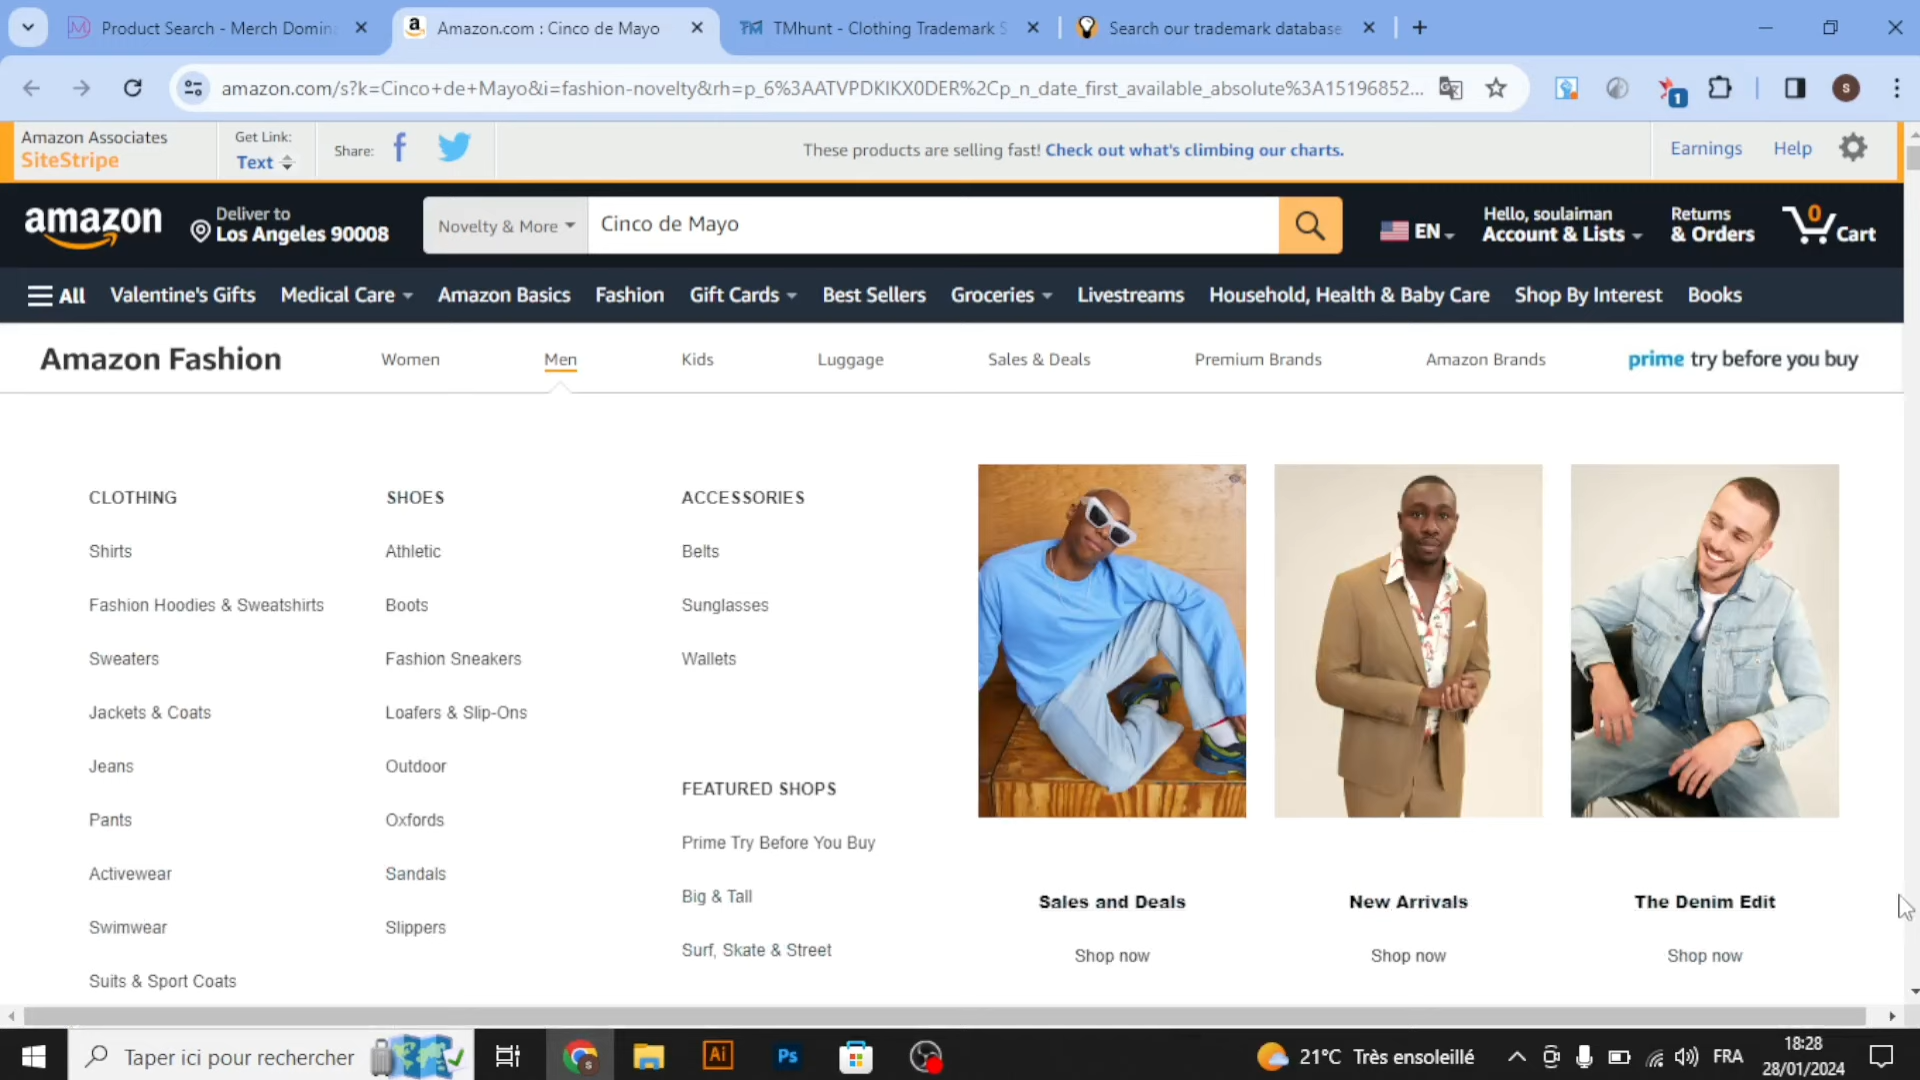 Product Search - Merch Domin
Amazon.com : Cinco de Mayo
TM TMhunt - Clothing Trademark S
Search our trademark database
amazon.com/s?k=Cinco+de+Mayo&i=fashion-novelty&rh=p_6%3AATVPDKIKX0DER%2Cp_n_date_first_available_absolute%3A15196852...
1
s
Amazon Associates
SiteStripe
Get Link:
Text
Share:
These products are selling fast! Check out what's climbing our charts.
Earnings
Help
amazon
Deliver to
Los Angeles 90008
Novelty & More
Cinco de Mayo
EN
Hello, soulaiman
Account & Lists
Returns
& Orders
0
Cart
All
Valentine's Gifts
Medical Care
Amazon Basics
Fashion
Gift Cards
Best Sellers
Groceries
Livestreams
Household, Health & Baby Care
Shop By Interest
Books
Amazon Fashion
Women
Men
Kids
Luggage
Sales & Deals
Premium Brands
Amazon Brands
prime try before you buy
CLOTHING
Shirts
Fashion Hoodies & Sweatshirts
Sweaters
Jackets & Coats
Jeans
Pants
Activewear
Swimwear
Suits & Sport Coats
SHOES
Athletic
Boots
Fashion Sneakers
Loafers & Slip-Ons
Outdoor
Oxfords
Sandals
Slippers
ACCESSORIES
Belts
Sunglasses
Wallets
FEATURED SHOPS
Prime Try Before You Buy
Big & Tall
Surf, Skate & Street
Sales and Deals
Shop now
New Arrivals
Shop now
The Denim Edit
Shop now
Taper ici pour rechercher
Ai
Ps
21°C Très ensoleillé
FRA
18:28
28/01/2024